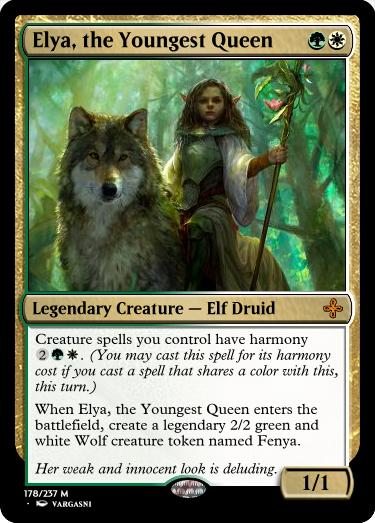 Elya, the Youngest Queen
Legendary Creature — Elf Druid
Creature spells you control have harmony
2. (You may cast this spell for its harmony
cost if you cast a spell that shares a color with this,
this turn.)
When Elya, the Youngest Queen enters the
battlefield, create a legendary 2/2 green and
white Wolf creature token named Fenya.
Her weak and innocent look is deluding.
1/1
178/237 M
· VARGASNI